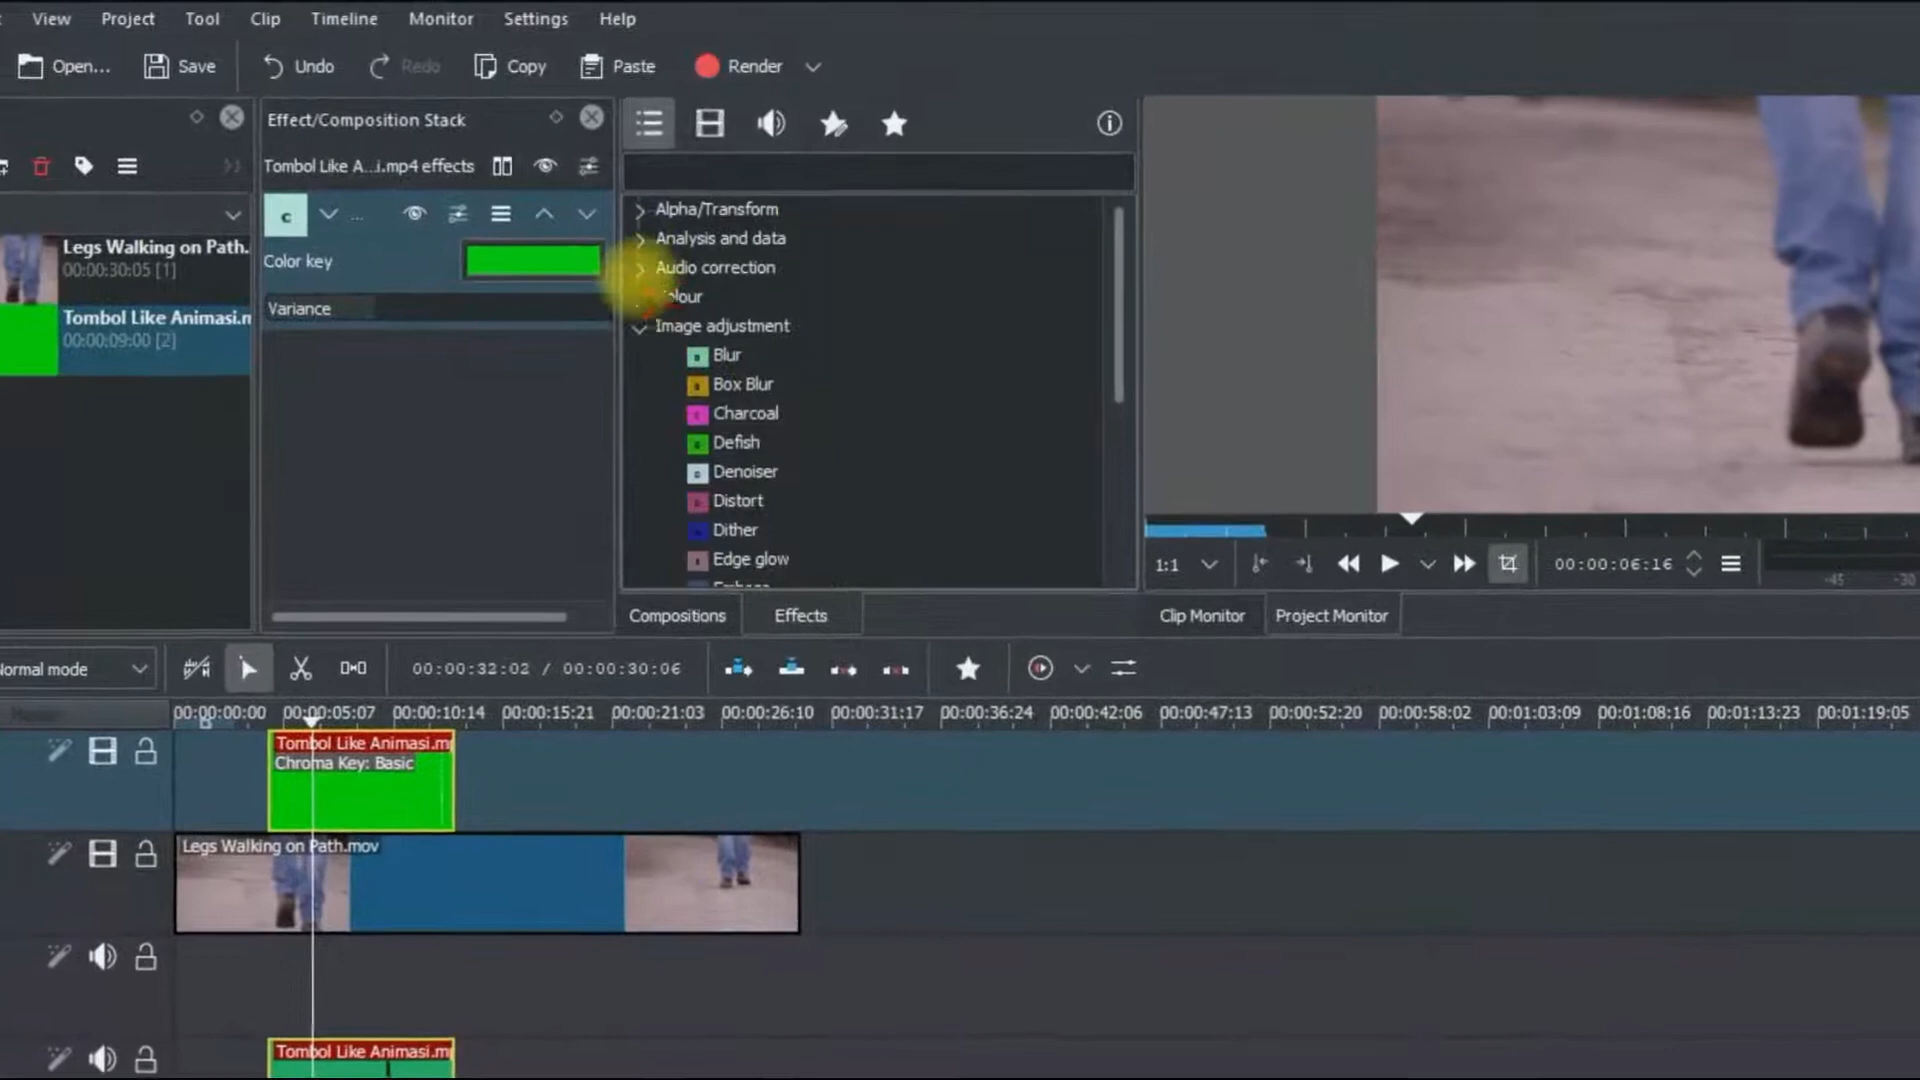 View Project Tool Clip Timeline Monitor Settings Help
Open... Save Undo Redo Copy Paste Render
Effect/Composition Stack
Tombol Like A...i.mp4 effects
c ...
Color key
Variance
Legs Walking on Path.
00:00:30:05 [1]
Tombol Like Animasi.m
00:00:09:00 [2]
Alpha/Transform
Analysis and data
Audio correction
olour
Image adjustment
Blur
Box Blur
Charcoal
Defish
Denoiser
Distort
Dither
Edge glow
Compositions Effects
1:1 00:00:06:16 -45 -30
Clip Monitor Project Monitor
ormal mode 00:00:32:02 / 00:00:30:06
00:00:00:00 00:00:05:07 00:00:10:14 00:00:15:21 00:00:21:03 00:00:26:10 00:00:31:17 00:00:36:24 00:00:42:06 00:00:47:13 00:00:52:20 00:00:58:02 00:01:03:09 00:01:08:16 00:01:13:23 00:01:19:05
Tombol Like Animasi.mp
Chroma Key: Basic
Legs Walking on Path.mov
Tombol Like Animasi.mp